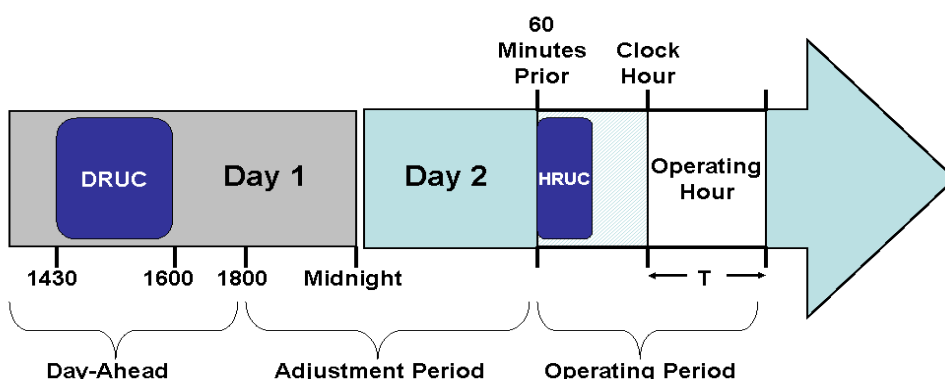 60
Minutes
Prior
Clock
Hour
DRUC
Day 1
Day 2
HRUC
Operating
Hour
1430
1600
1800
Midnight
T
Day-Ahead
Adjustment Period
Operating Period